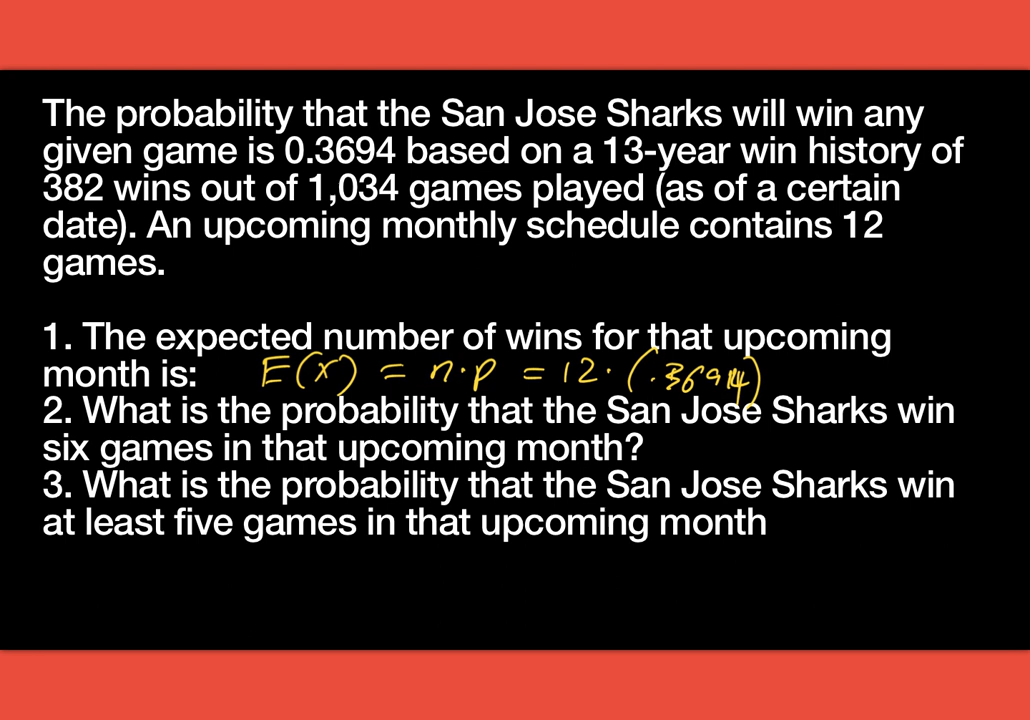 The probability that the San Jose Sharks will win any
given game is 0.3694 based on a 13-year win history of
382 wins out of 1,034 games played (as of a certain
date). An upcoming monthly schedule contains 12
games.
1. The expected number of wins for that upcoming
month is: E(X) = n·p = 12·(.3694)
2. What is the probability that the San Jose Sharks win
six games in that upcoming month?
3. What is the probability that the San Jose Sharks win
at least five games in that upcoming month